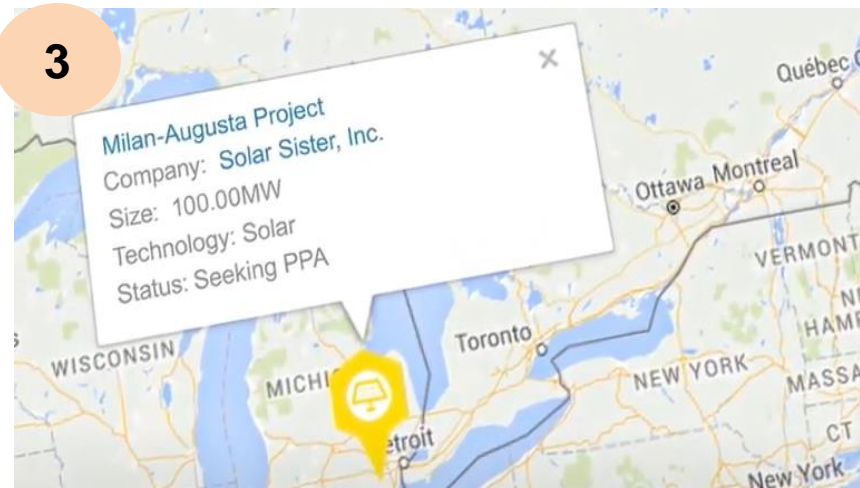 3
×
Milan-Augusta Project
Company: Solar Sister, Inc.
Size: 100.00MW
Technology: Solar
Status: Seeking PPA
Québec
Ottawa
Montreal
VERMONT
Toronto
WISCONSIN
NEW YORK
MASSA
CT
New York